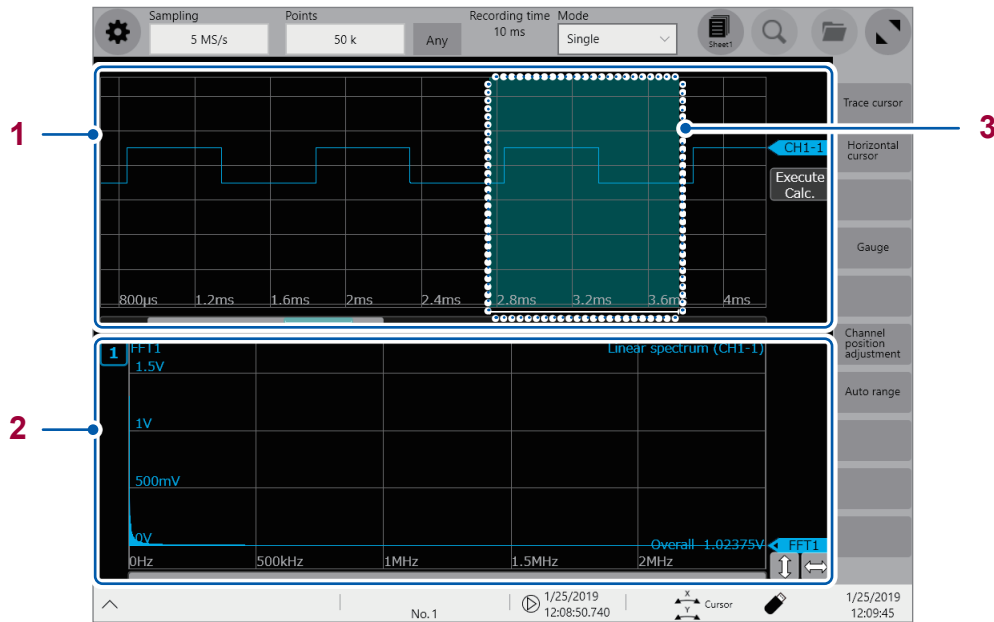 Sampling
5 MS/s
Points
50 k
Any
Recording time
10 ms
Mode
Single
Sheet1
1
3
Trace cursor
CH1-1
Horizontal
cursor
Execute
Calc.
Gauge
800µs 1.2ms 1.6ms 2ms 2.4ms 2.8ms 3.2ms 3.6m 4ms
Channel
position
adjustment
2
1
FFT1
Linear spectrum (CH1-1)
1.5V
Auto range
1V
500mV
0V
Overall 1.02375V
FFT1
0Hz 500kHz 1MHz 1.5MHz 2MHz
No. 1
1/25/2019
12:08:50.740
X
Y
Cursor
1/25/2019
12:09:45